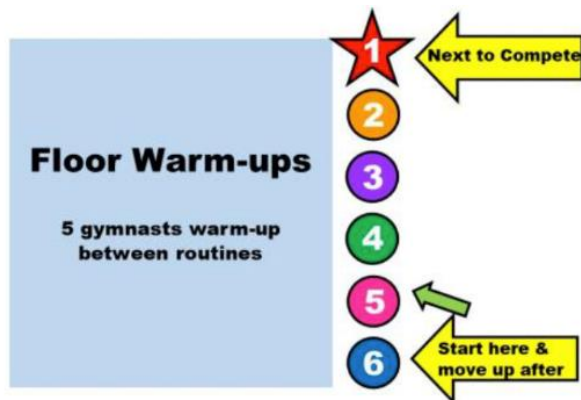 1
Next to Compete
2
Floor Warm-ups
3
5 gymnasts warm-up
between routines
4
5
6
Start here &
move up after